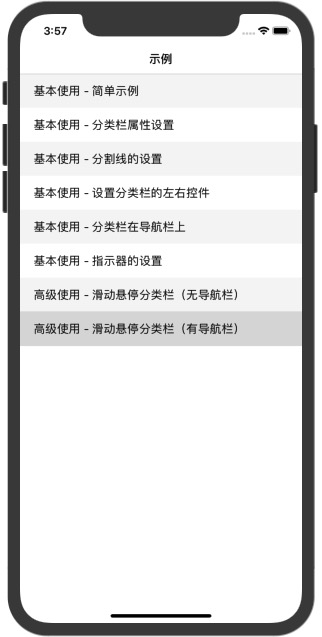 3:57
示例
基本使用 - 简单示例
基本使用 - 分类栏属性设置
基本使用 - 分割线的设置
基本使用 - 设置分类栏的左右控件
基本使用 - 分类栏在导航栏上
基本使用 - 指示器的设置
高级使用 - 滑动悬停分类栏（无导航栏）
高级使用 - 滑动悬停分类栏（有导航栏）